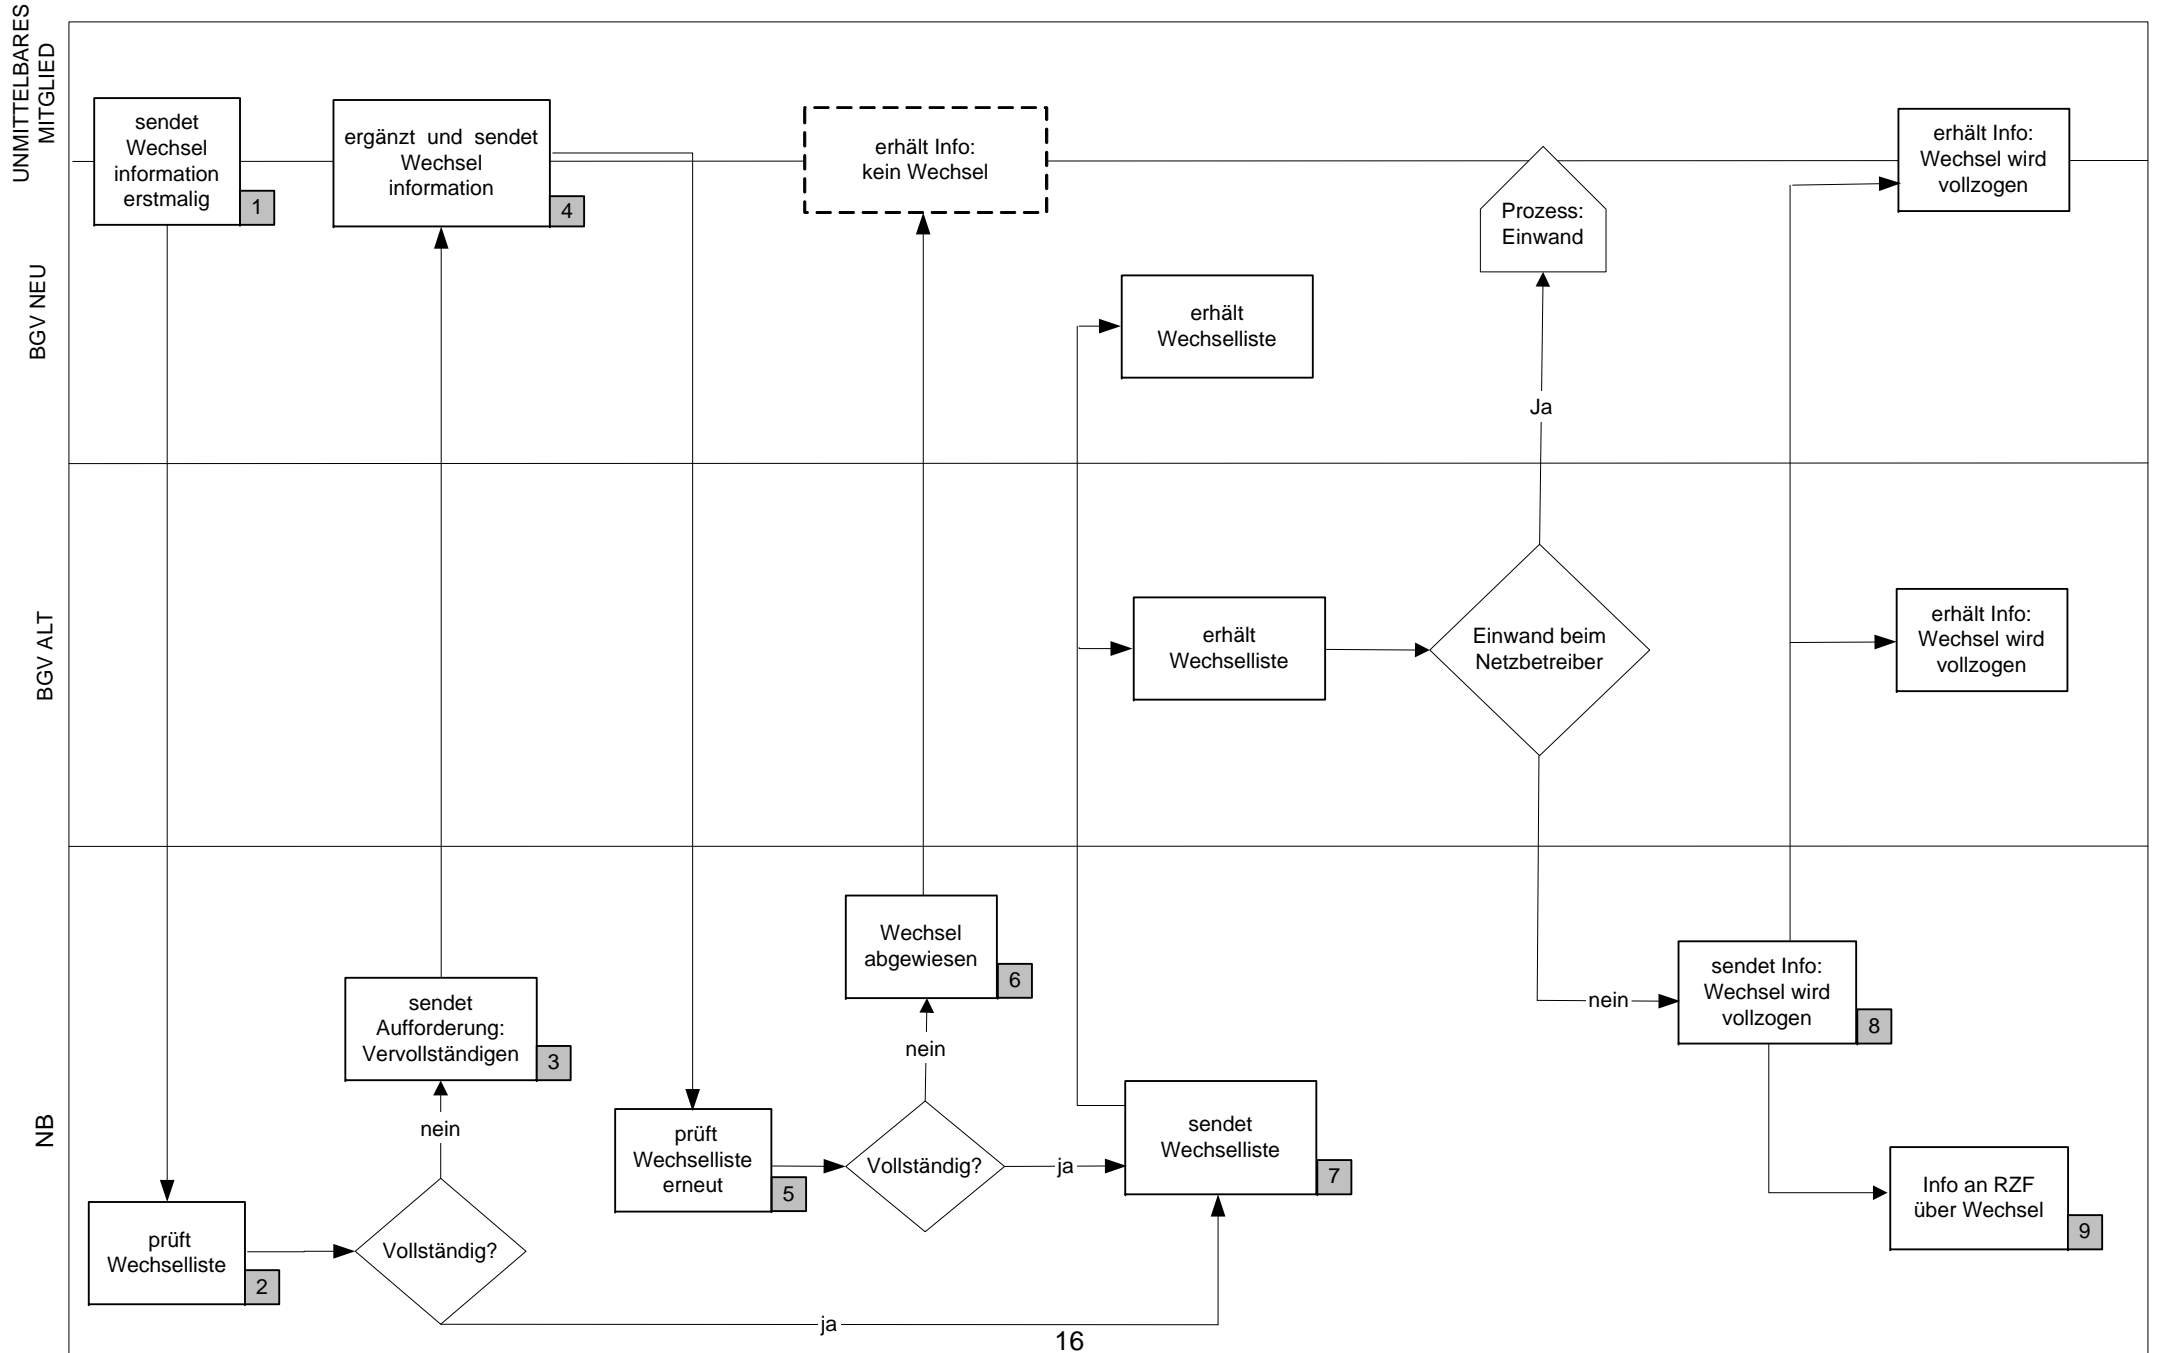 UNMITTELBARES
MITGLIED
sendet
Wechsel
information
erstmalig
1
ergänzt und sendet
Wechsel
information
4
erhält Info:
kein Wechsel
Prozess:
Einwand
erhält Info:
Wechsel wird
vollzogen
BGV NEU
erhält
Wechselliste
Ja
BGV ALT
erhält
Wechselliste
Einwand beim
Netzbetreiber
erhält Info:
Wechsel wird
vollzogen
NB
prüft
Wechselliste
2
Vollständig?
nein
sendet
Aufforderung:
Vervollständigen
3
prüft
Wechselliste
erneut
5
Vollständig?
nein
Wechsel
abgewiesen
6
ja
sendet
Wechselliste
7
nein
sendet Info:
Wechsel wird
vollzogen
8
Info an RZF
über Wechsel
9
ja
16